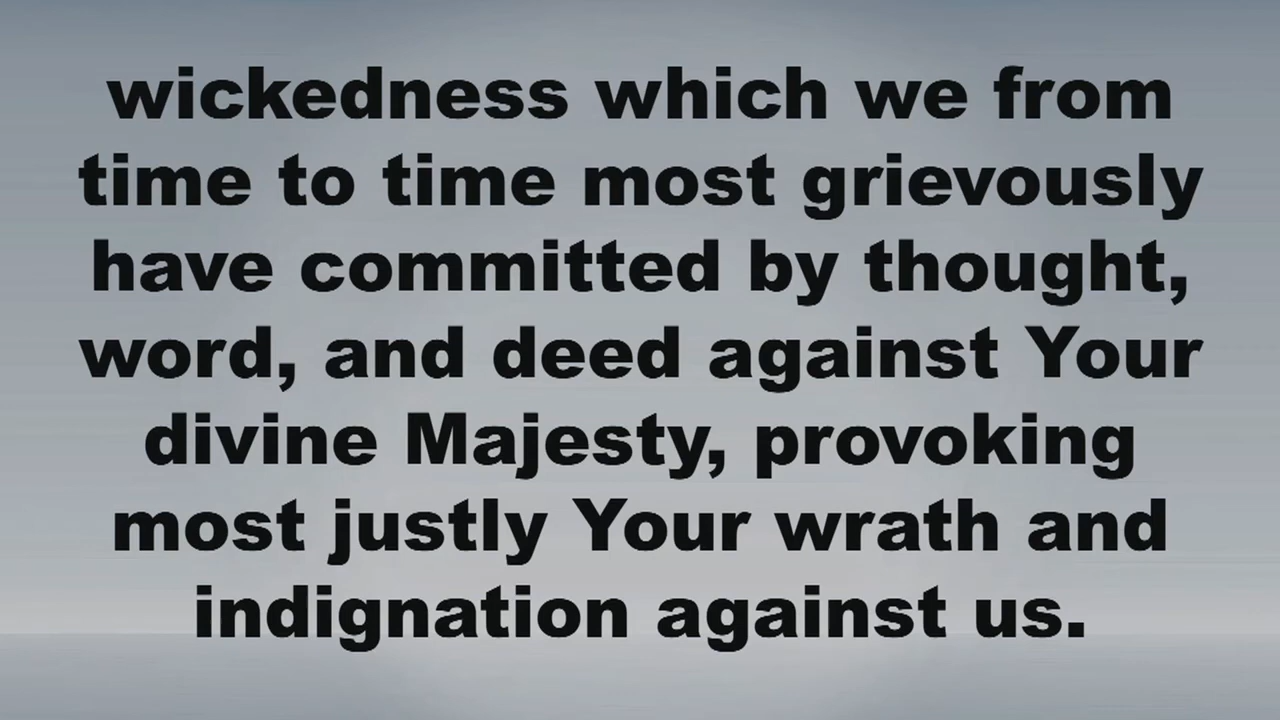 wickedness which we from
time to time most grievously
have committed by thought,
word, and deed against Your
divine Majesty, provoking
most justly Your wrath and
indignation against us.